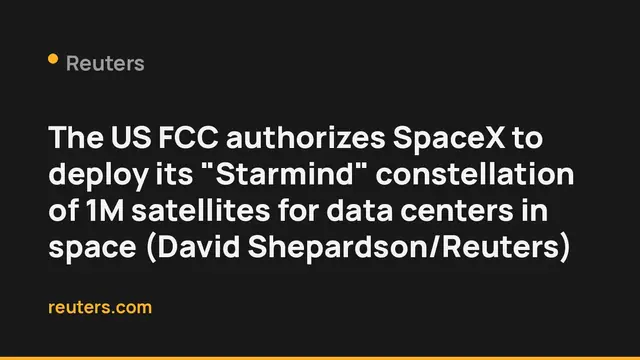 Reuters
The US FCC authorizes SpaceX to
deploy its "Starmind" constellation
of 1M satellites for data centers in
space (David Shepardson/Reuters)
reuters.com